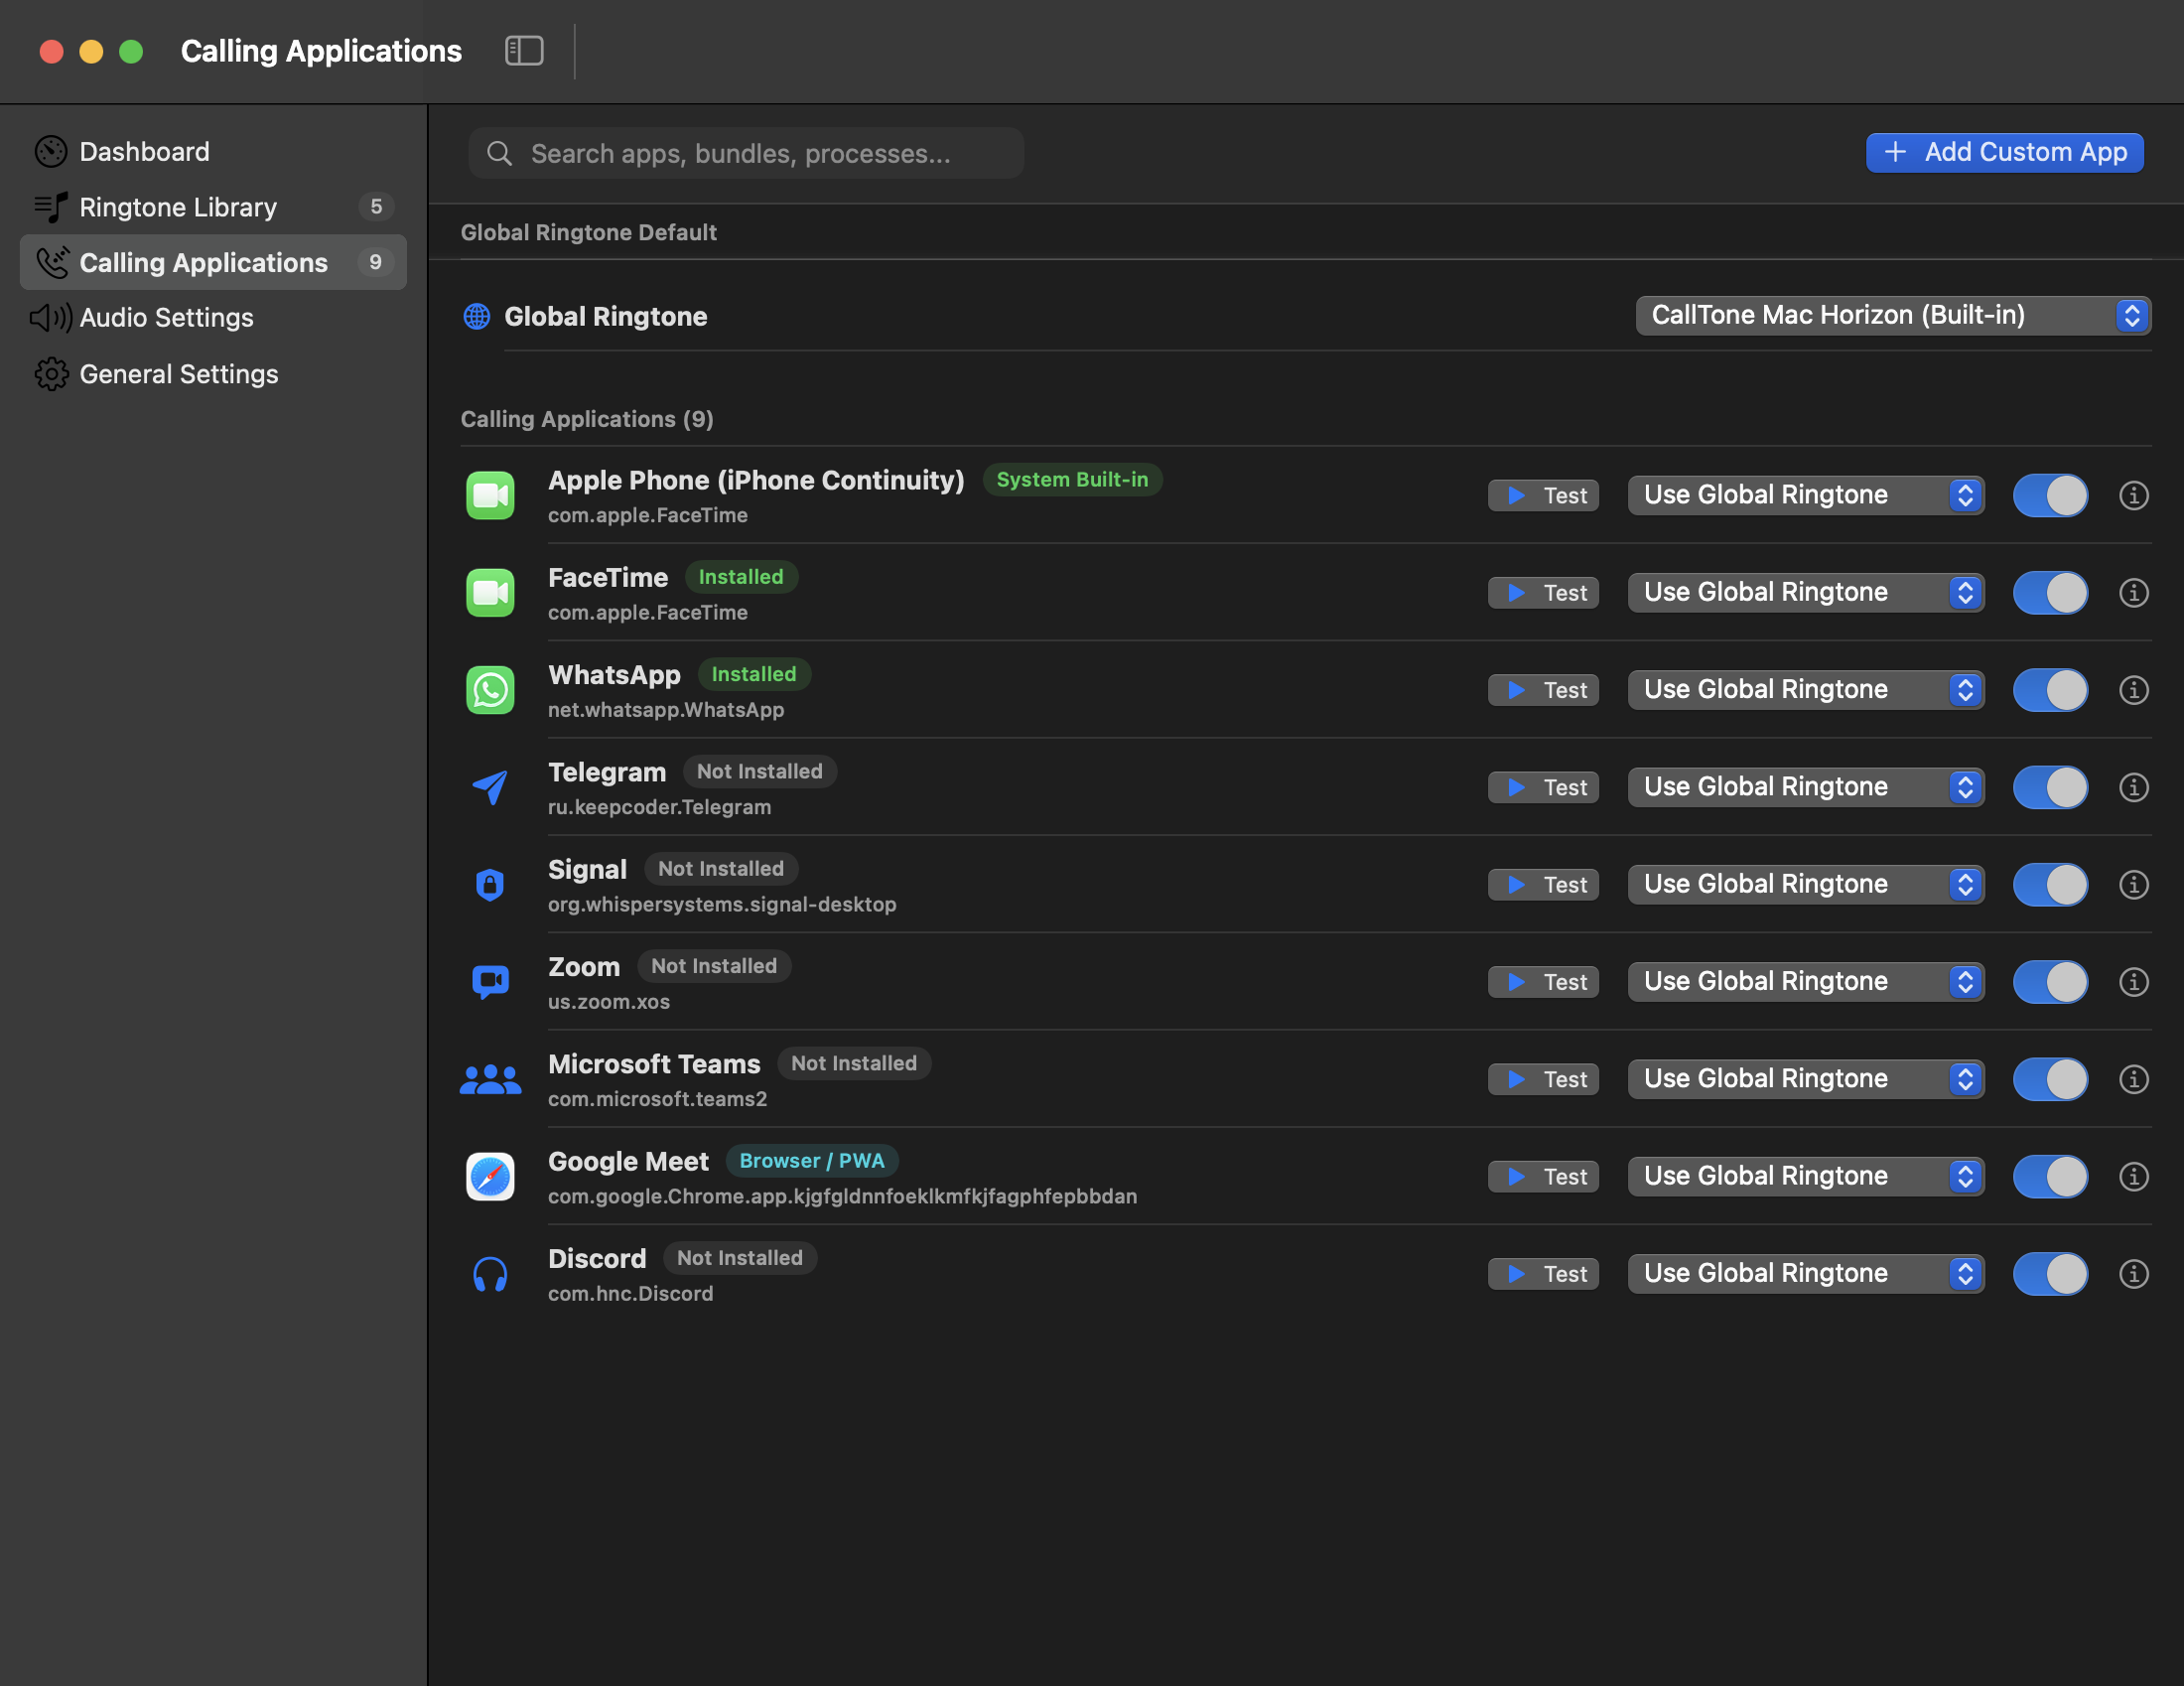 Calling Applications
Dashboard
Ringtone Library 5
Calling Applications 9
Audio Settings
General Settings
Search apps, bundles, processes...
+ Add Custom App
Global Ringtone Default
Global Ringtone CallTone Mac Horizon (Built-in)
Calling Applications (9)
Apple Phone (iPhone Continuity) System Built-in
com.apple.FaceTime
Test Use Global Ringtone
FaceTime Installed
com.apple.FaceTime
Test Use Global Ringtone
WhatsApp Installed
net.whatsapp.WhatsApp
Test Use Global Ringtone
Telegram Not Installed
ru.keepcoder.Telegram
Test Use Global Ringtone
Signal Not Installed
org.whispersystems.signal-desktop
Test Use Global Ringtone
Zoom Not Installed
us.zoom.xos
Test Use Global Ringtone
Microsoft Teams Not Installed
com.microsoft.teams2
Test Use Global Ringtone
Google Meet Browser / PWA
com.google.Chrome.app.kjgfgldnnfoeklkmfkjfagphfepbbdan
Test Use Global Ringtone
Discord Not Installed
com.hnc.Discord
Test Use Global Ringtone